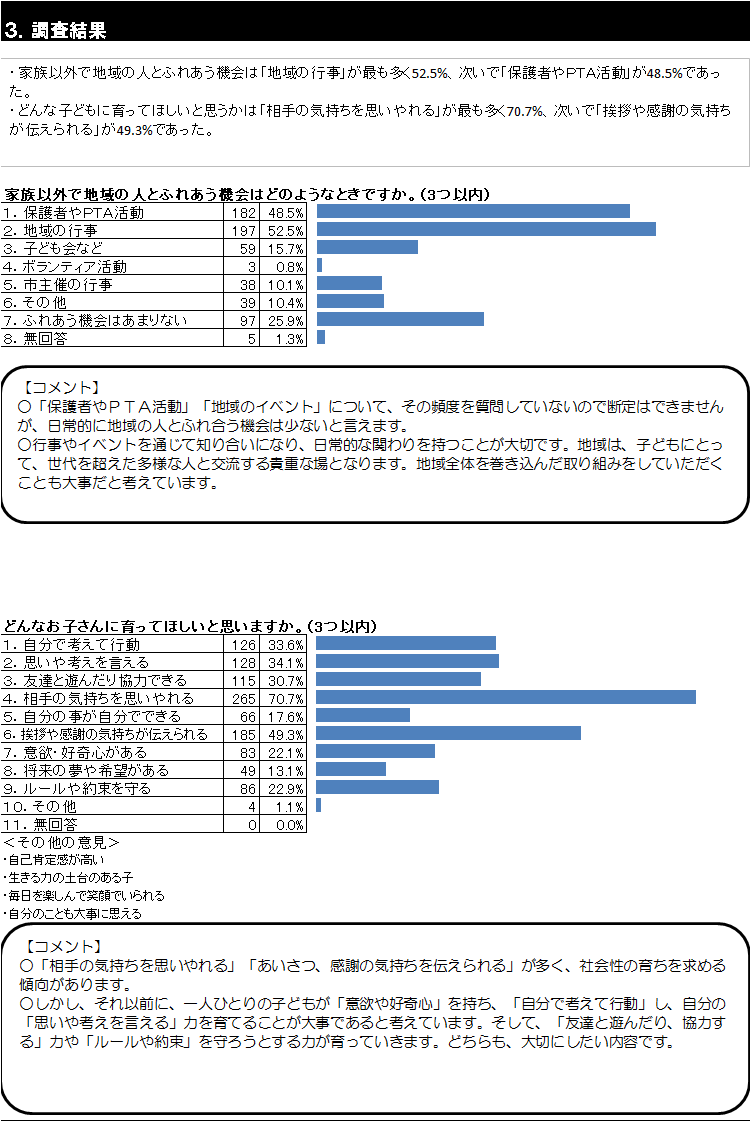 3. 調査結果
・家族以外で地域の人とふれあう機会は「地域の行事」が最も多く52.5%、次いで「保護者やPTA活動」が48.5%であっ
た。
・どんな子どもに育ってほしいと思うかは「相手の気持ちを思いやれる」が最も多く70.7%、次いで「挨拶や感謝の気持ち
が伝えられる」が49.3%であった。
家族以外で地域の人とふれあう機会はどのようなときですか。(3つ以内)
1. 保護者やPTA活動 182 48.5%
2. 地域の行事 197 52.5%
3. 子ども会など 59 15.7%
4. ボランティア活動 3 0.8%
5. 市主催の行事 38 10.1%
6. その他 39 10.4%
7. ふれあう機会はあまりない 97 25.9%
8. 無回答 5 1.3%
【コメント】
○「保護者やPTA活動」「地域のイベント」について、その頻度を質問していないので断定はできません
が、日常的に地域の人とふれ合う機会は少ないと言えます。
○行事やイベントを通じて知り合いになり、日常的な関わりを持つことが大切です。地域は、子どもにとっ
て、世代を超えた多様な人と交流する貴重な場となります。地域全体を巻き込んだ取り組みをしていただく
ことも大事だと考えています。
どんなお子さんに育ってほしいと思いますか。(3つ以内)
1. 自分で考えて行動 126 33.6%
2. 思いや考えを言える 128 34.1%
3. 友達と遊んだり協力できる 115 30.7%
4. 相手の気持ちを思いやれる 265 70.7%
5. 自分の事が自分でできる 66 17.6%
6. 挨拶や感謝の気持ちが伝えられる 185 49.3%
7. 意欲・好奇心がある 83 22.1%
8. 将来の夢や希望がある 49 13.1%
9. ルールや約束を守る 86 22.9%
10. その他 4 1.1%
11. 無回答 0 0.0%
＜その他の意見＞
・自己肯定感が高い
・生きる力の土台のある子
・毎日を楽しんで笑顔でいられる
・自分のことも大事に思える
【コメント】
○「相手の気持ちを思いやれる」「あいさつ、感謝の気持ちを伝えられる」が多く、社会性の育ちを求める
傾向があります。
○しかし、それ以前に、一人ひとりの子どもが「意欲や好奇心」を持ち、「自分で考えて行動」し、自分の
「思いや考えを言える」力を育てることが大事であると考えています。そして、「友達と遊んだり、協力す
る」力や「ルールや約束」を守ろうとする力が育っていきます。どちらも、大切にしたい内容です。